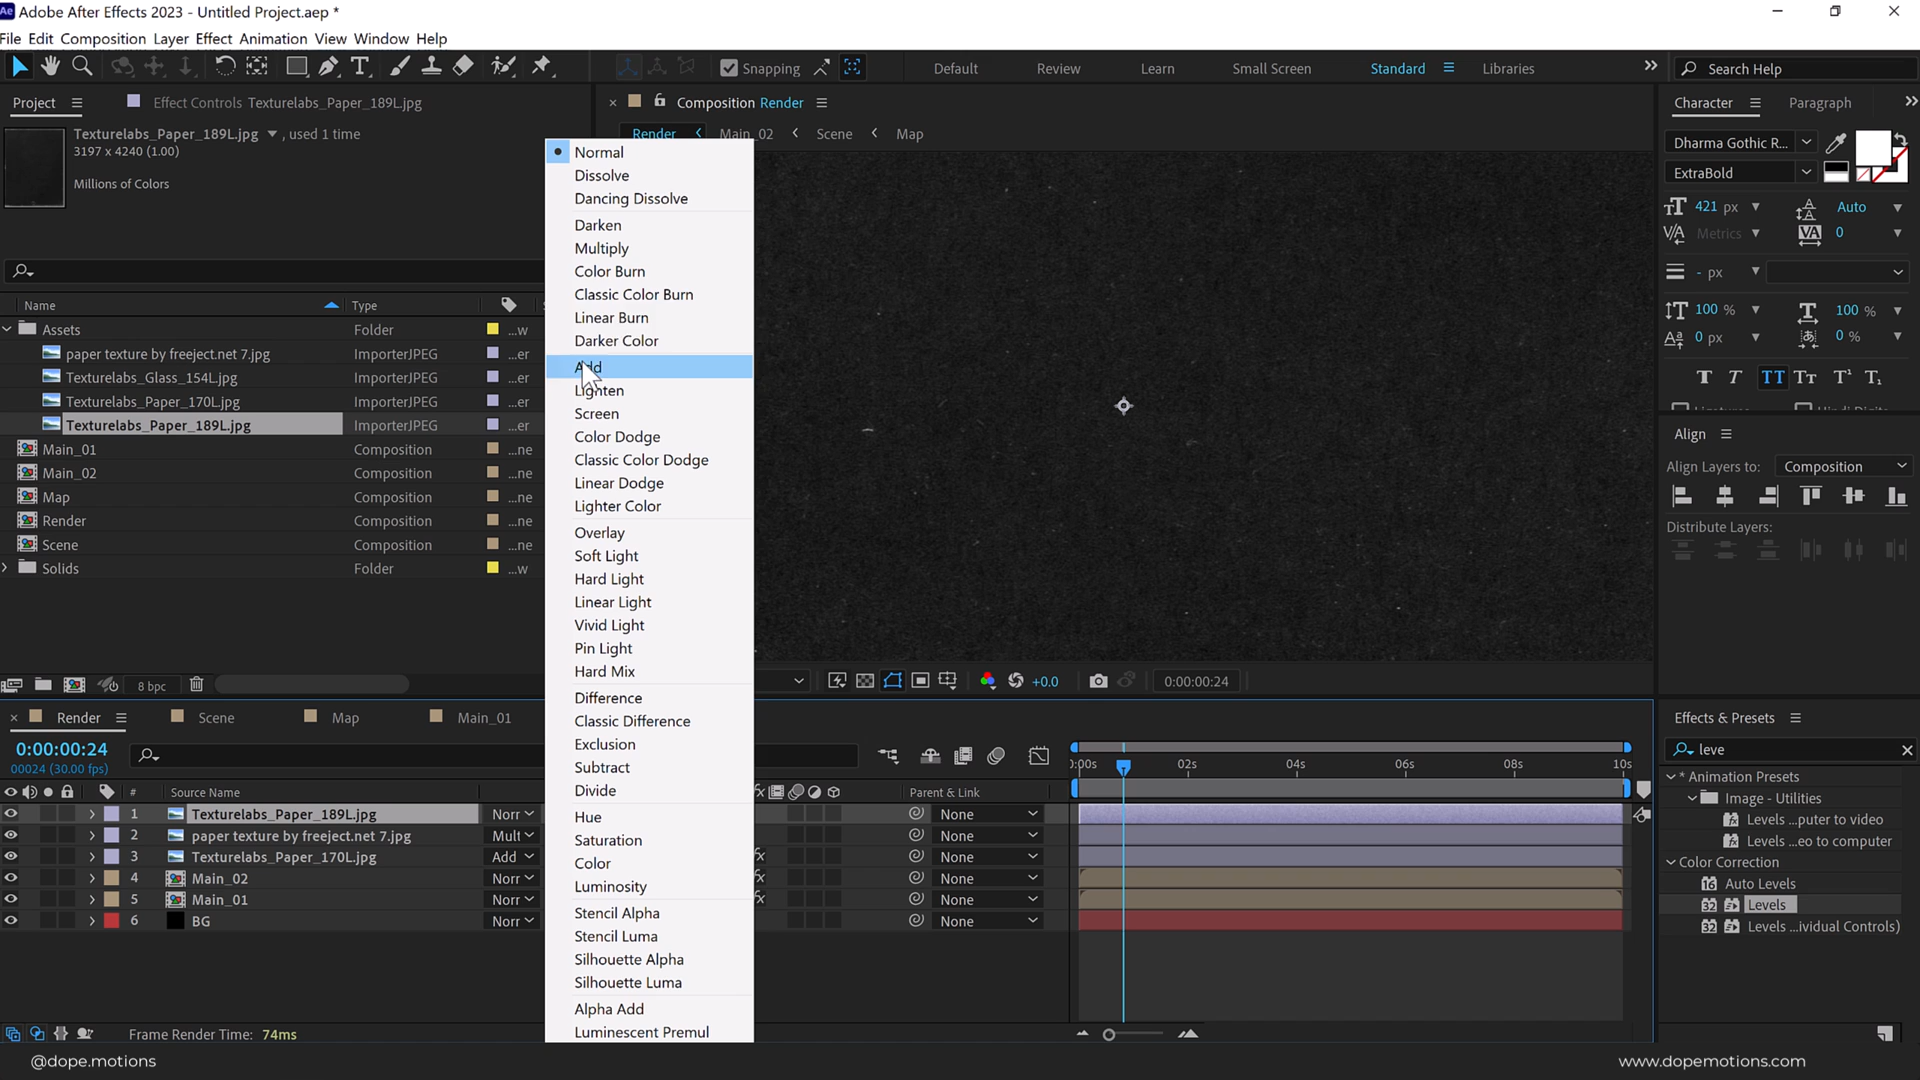 Adobe After Effects 2023 - Untitled Project.aep *
File Edit Composition Layer Effect Animation View Window Help
Snapping
Default
Review
Learn
Small Screen
Standard
Libraries
Search Help
Project
Effect Controls Texturelabs_Paper_189L.jpg
Composition Render
Character
Paragraph
Texturelabs_Paper_189L.jpg , used 1 time
3197 x 4240 (1.00)
Millions of Colors
Render
Main_02
Scene
Map
Dharma Gothic R...
ExtraBold
421 px
Auto
Metrics
0
- px
100 %
100 %
0 px
0 %
Align
Align Layers to:
Composition
Distribute Layers:
Name
Type
Assets Folder ...w
paper texture by freeject.net 7.jpg ImporterJPEG ...er
Texturelabs_Glass_154L.jpg ImporterJPEG ...er
Texturelabs_Paper_170L.jpg ImporterJPEG ...er
Texturelabs_Paper_189L.jpg ImporterJPEG ...er
Main_01 Composition ...ne
Main_02 Composition ...ne
Map Composition ...ne
Render Composition ...ne
Scene Composition ...ne
Solids Folder ...w
8 bpc
Normal
Dissolve
Dancing Dissolve
Darken
Multiply
Color Burn
Classic Color Burn
Linear Burn
Darker Color
Add
Lighten
Screen
Color Dodge
Classic Color Dodge
Linear Dodge
Lighter Color
Overlay
Soft Light
Hard Light
Linear Light
Vivid Light
Pin Light
Hard Mix
Difference
Classic Difference
Exclusion
Subtract
Divide
Hue
Saturation
Color
Luminosity
Stencil Alpha
Stencil Luma
Silhouette Alpha
Silhouette Luma
Alpha Add
Luminescent Premul
+0.0
0:00:00:24
Render
Scene
Map
Main_01
0:00:00:24
00024 (30.00 fps)
# Source Name
Parent & Link
:00s 02s 04s 06s 08s 10s
1 Texturelabs_Paper_189L.jpg Norr None
2 paper texture by freeject.net 7.jpg Mult None
3 Texturelabs_Paper_170L.jpg Add fx None
4 Main_02 Norr fx None
5 Main_01 Norr fx None
6 BG Norr None
Frame Render Time: 74ms
Effects & Presets
leve
* Animation Presets
Image - Utilities
Levels ...puter to video
Levels ...eo to computer
Color Correction
Auto Levels
Levels
Levels ...ividual Controls)
@dope.motions
www.dopemotions.com